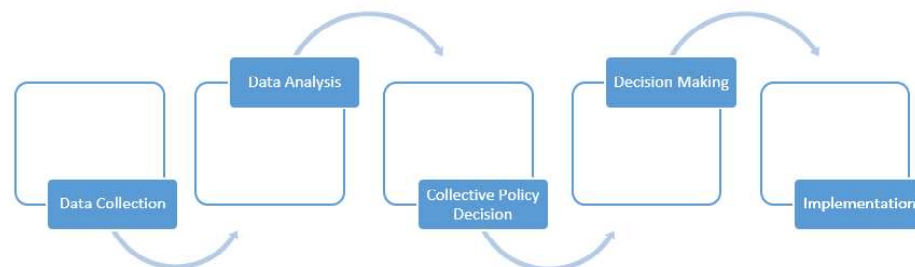 Data Collection
Data Analysis
Collective Policy
Decision
Decision Making
Implementation